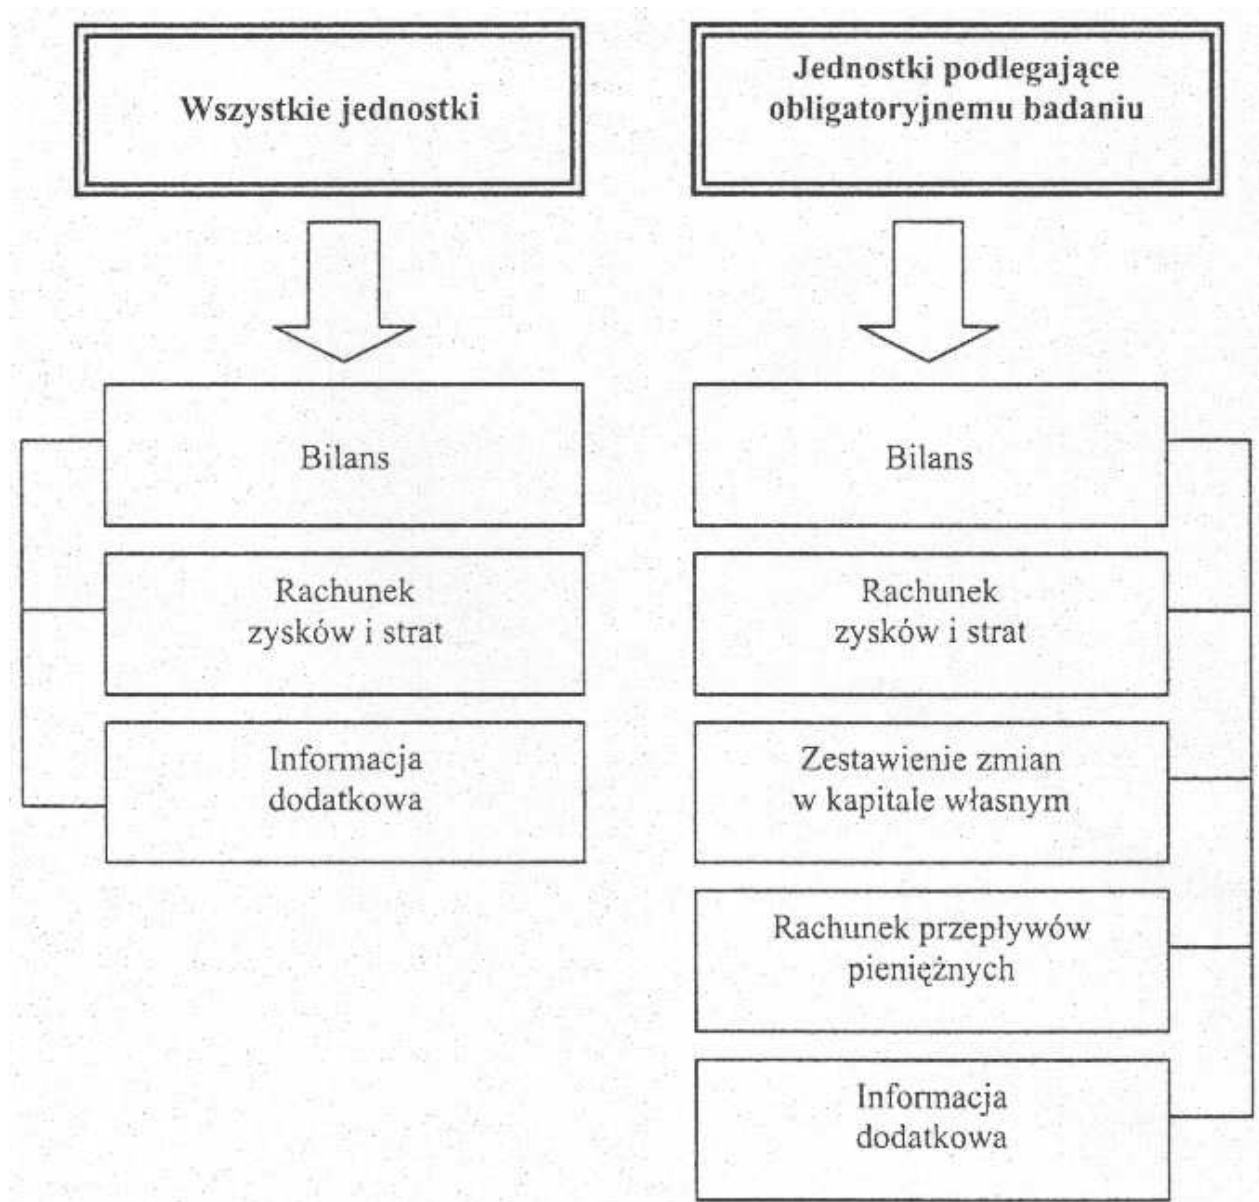 Wszystkie jednostki
Jednostki podlegające
obligatoryjnemu badaniu
Bilans
Rachunek
zysków i strat
Informacja
dodatkowa
Bilans
Rachunek
zysków i strat
Zestawienie zmian
w kapitale własnym
Rachunek przepływów
pieniężnych
Informacja
dodatkowa